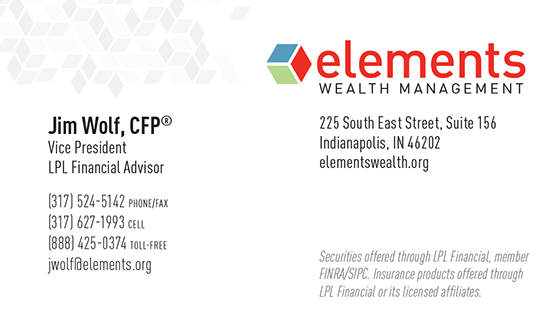 elements
WEALTH MANAGEMENT
Jim Wolf, CFP®
Vice President
LPL Financial Advisor
(317) 524-5142 PHONE/FAX
(317) 627-1993 CELL
(888) 425-0374 TOLL-FREE
jwolf@elements.org
225 South East Street, Suite 156
Indianapolis, IN 46202
elementswealth.org
Securities offered through LPL Financial, member
FINRA/SIPC. Insurance products offered through
LPL Financial or its licensed affiliates.